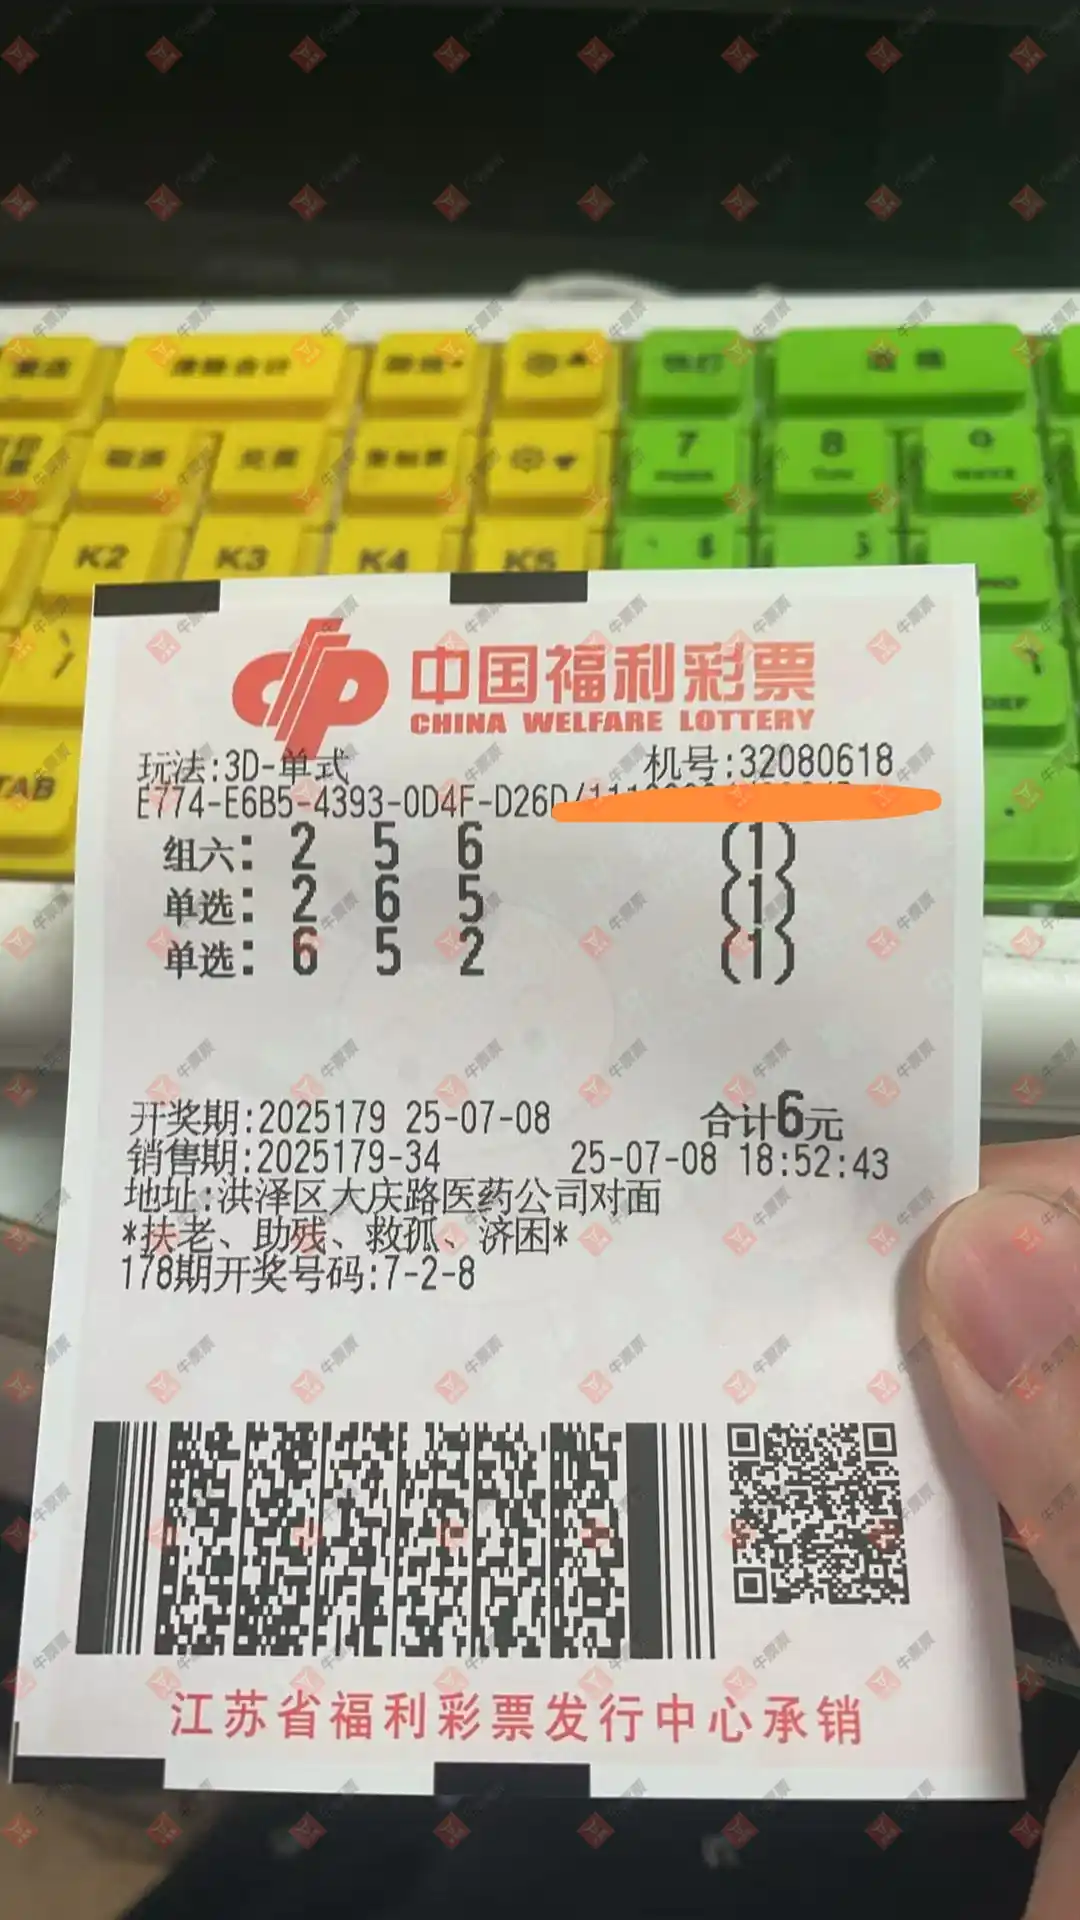 7
8
9
K2
K3
K4
K5
TAB
DEF
中国福利彩票
CHINA WELFARE LOTTERY
玩法:3D-单式 机号:32080618
E774-E6B5-4393-0D4F-D26D/
组六: 2 5 6 (1)
单选: 2 6 5 (1)
单选: 6 5 2 (1)
开奖期:2025179 25-07-08 合计6元
销售期:2025179-34 25-07-08 18:52:43
地址:洪泽区大庆路医药公司对面
*扶老、助残、救孤、济困*
178期开奖号码:7-2-8
江苏省福利彩票发行中心承销
牛票票